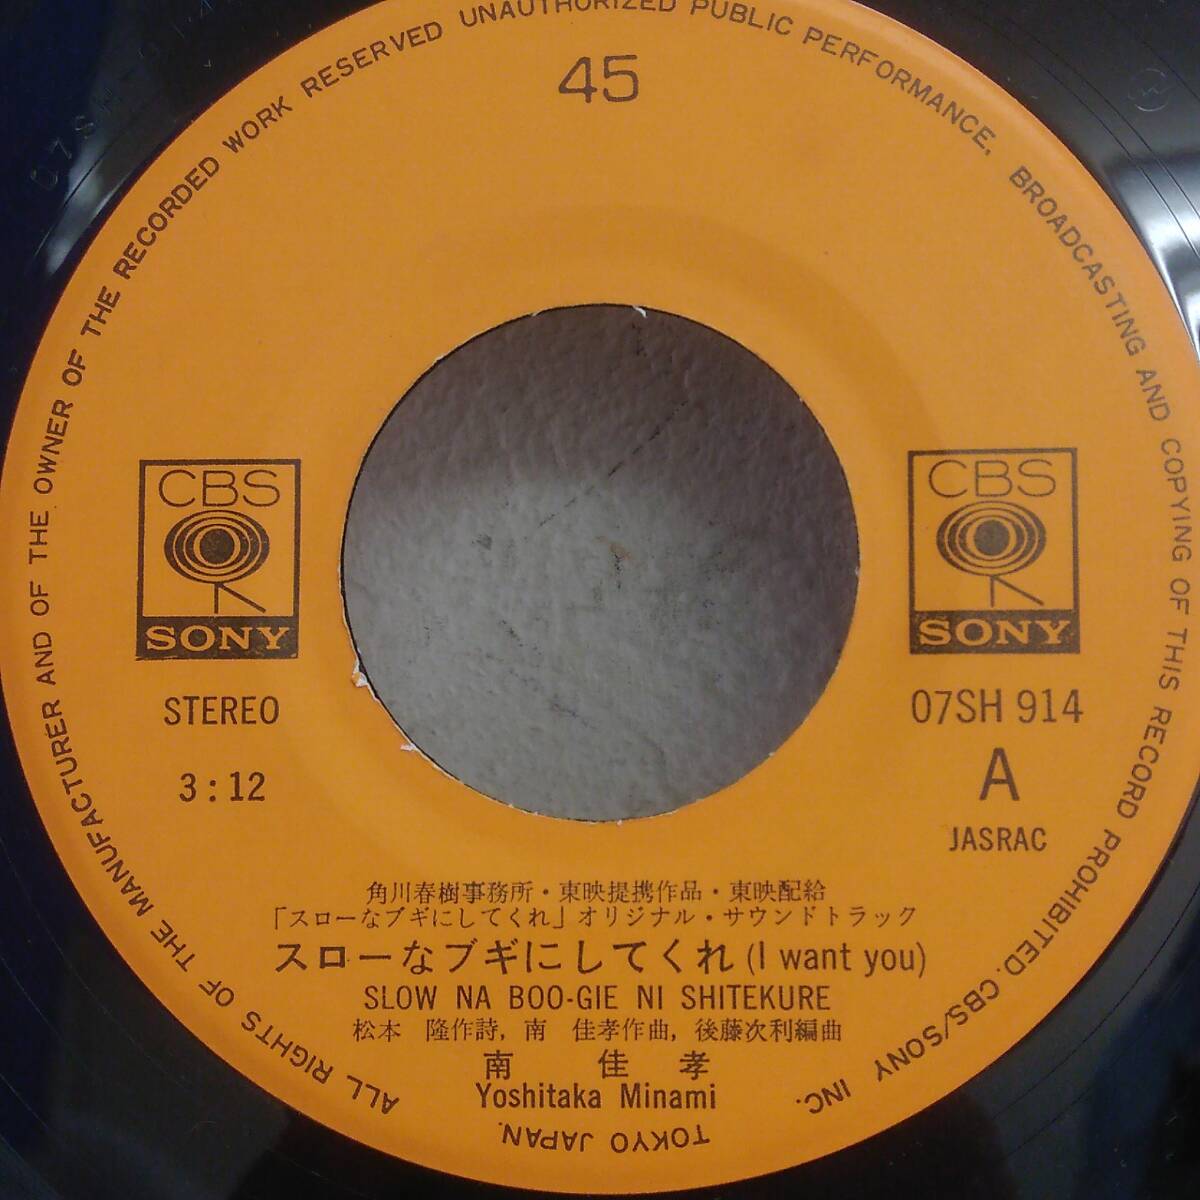 ALL RIGHTS OF THE MANUFACTURER AND OF THE OWNER OF THE RECORDED WORK RESERVED UNAUTHORIZED PUBLIC PERFORMANCE, BROADCASTING AND COPYING OF THIS RECORD PROHIBITED. CBS/SONY INC.
TOKYO JAPAN.
45
CBS
SONY
CBS
SONY
STEREO
07SH 914
3:12
A
JASRAC
角川春樹事務所・東映提携作品・東映配給
「スローなブギにしてくれ」オリジナル・サウンドトラック
スローなブギにしてくれ (I want you)
SLOW NA BOO-GIE NI SHITEKURE
松本 隆作詩, 南 佳孝作曲, 後藤次利編曲
南 佳孝
Yoshitaka Minami